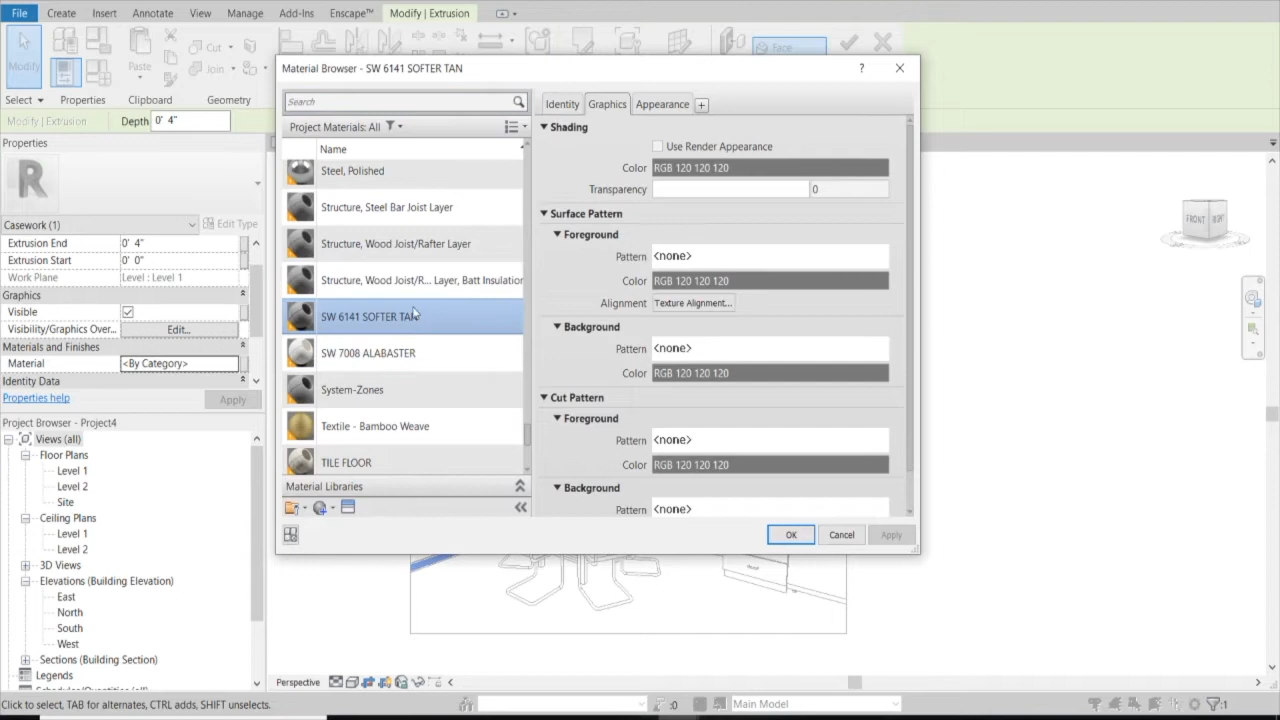 File Create Insert Annotate View Manage Add-Ins Enscape™ Modify | Extrusion
Modify
Paste
Cut
Join
Face
Select Properties Clipboard Geometry
Modify | Extrusion Depth 0' 4"
Properties
R
Casework (1) Edit Type
Extrusion End 0' 4"
Extrusion Start 0' 0"
Work Plane Level : Level 1
Graphics
Visible
Visibility/Graphics Over... Edit...
Materials and Finishes
Material <By Category>
Identity Data
Properties help Apply
Project Browser - Project4
Views (all)
Floor Plans
Level 1
Level 2
Site
Ceiling Plans
Level 1
Level 2
3D Views
Elevations (Building Elevation)
East
North
South
West
Sections (Building Section)
Legends
Schedules/Quantities (all)
Material Browser - SW 6141 SOFTER TAN
?
Search
Project Materials: All
Name
Steel, Polished
Structure, Steel Bar Joist Layer
Structure, Wood Joist/Rafter Layer
Structure, Wood Joist/R... Layer, Batt Insulation
SW 6141 SOFTER TAN
SW 7008 ALABASTER
System-Zones
Textile - Bamboo Weave
TILE FLOOR
Material Libraries
Identity Graphics Appearance +
Shading
Use Render Appearance
Color RGB 120 120 120
Transparency 0
Surface Pattern
Foreground
Pattern <none>
Color RGB 120 120 120
Alignment Texture Alignment...
Background
Pattern <none>
Color RGB 120 120 120
Cut Pattern
Foreground
Pattern <none>
Color RGB 120 120 120
Background
Pattern <none>
OK Cancel Apply
FRONT
Perspective
Click to select, TAB for alternates, CTRL adds, SHIFT unselects. :0 Main Model :1